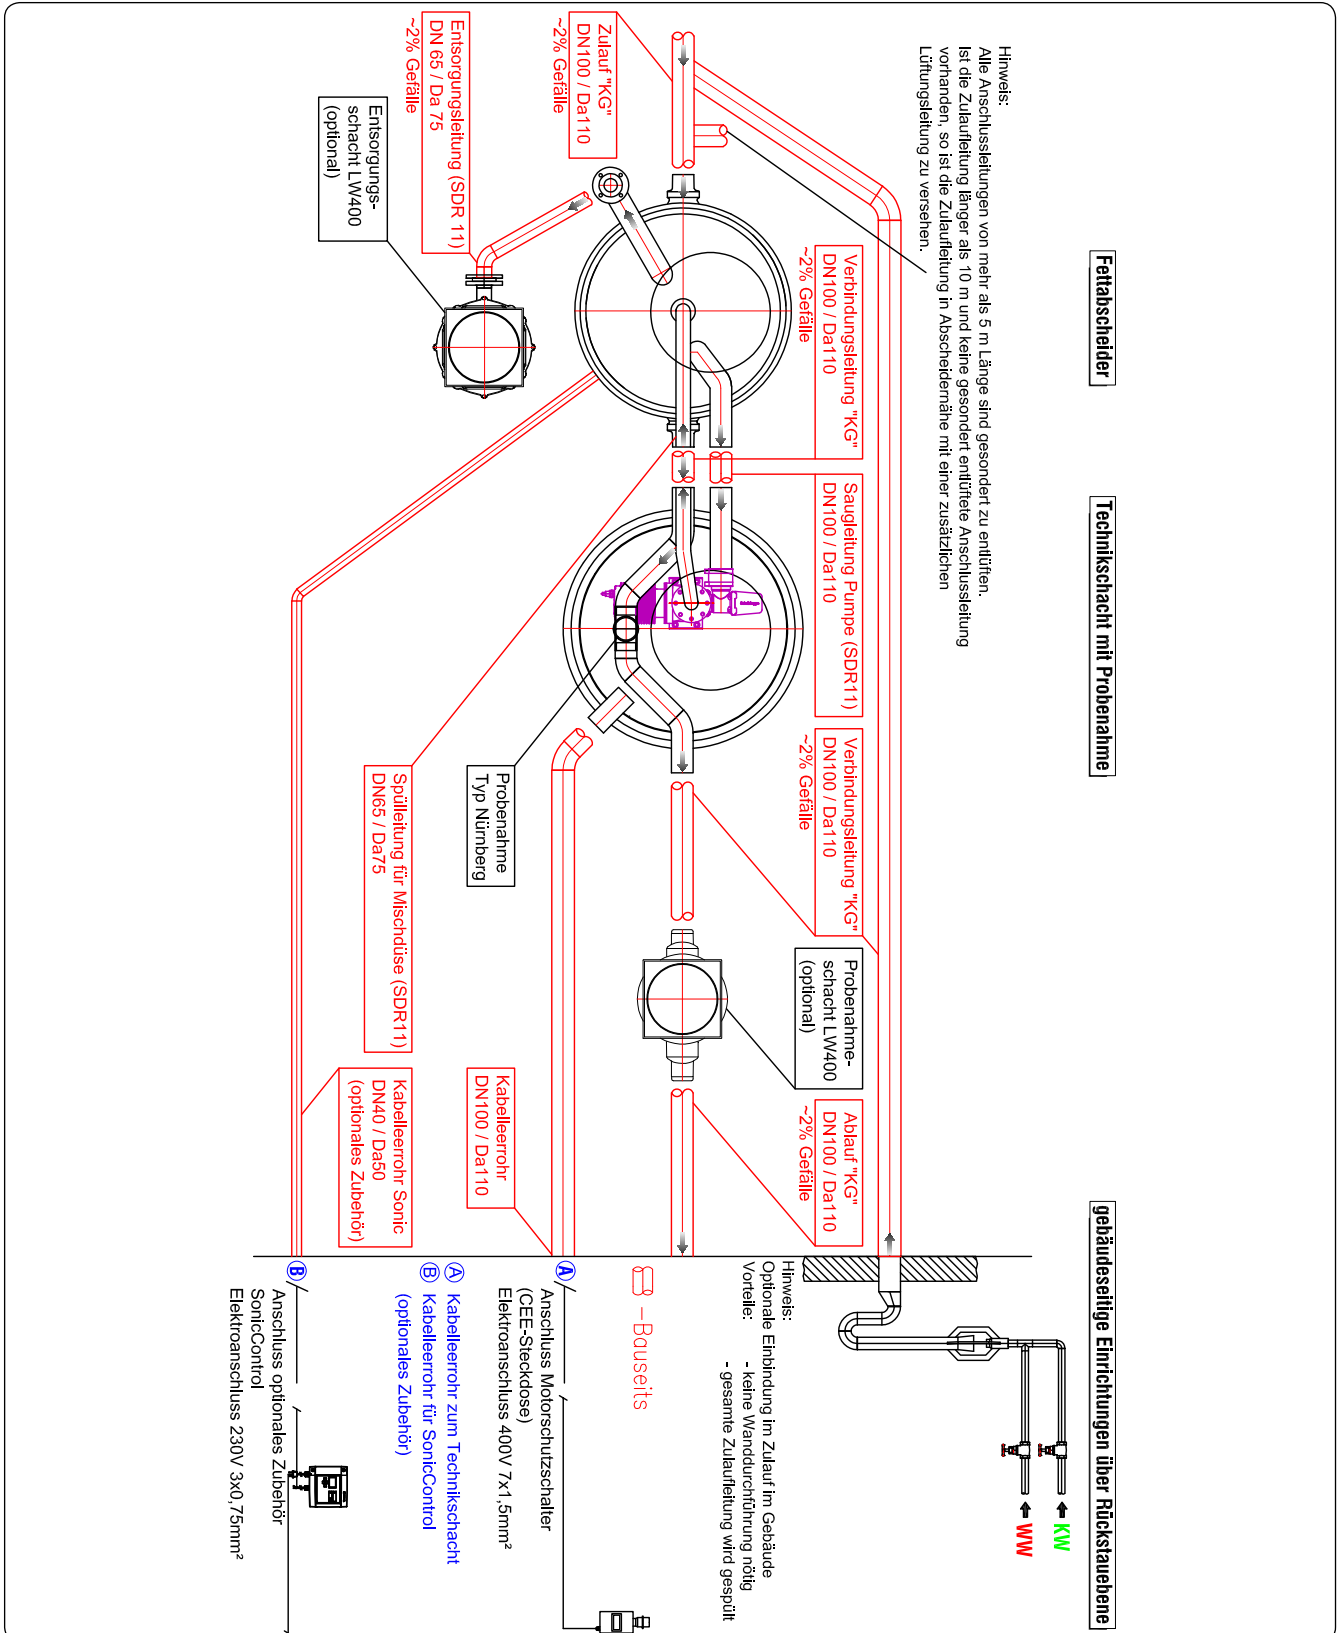 Fettabscheider
Technikschacht mit Probenahme
gebäudeseitige Einrichtungen über Rückstauebene
Hinweis:
Alle Anschlussleitungen von mehr als 5 m Länge sind gesondert zu entlüften.
Ist die Zulaufleitung länger als 10 m und keine gesondert entlüftete Anschlussleitung
vorhanden, so ist die Zulaufleitung in Abscheidernähe mit einer zusätzlichen
Lüftungsleitung zu versehen.
KW
WW
Verbindungsleitung "KG"
DN100 / Da110
~2% Gefälle
Saugleitung Pumpe (SDR11)
DN100 / Da110
Verbindungsleitung "KG"
DN100 / Da110
~2% Gefälle
Probenahme-
schacht LW400
(optional)
Ablauf "KG"
DN100 / Da110
~2% Gefälle
Hinweis:
Optionale Einbindung im Zulauf im Gebäude
Vorteile:
- keine Wanddurchführung nötig
- gesamte Zulaufleitung wird gespült
Zulauf "KG"
DN100 / Da110
~2% Gefälle
-Bauseits
Entsorgungsleitung (SDR 11)
DN 65 / Da 75
~2% Gefälle
Entsorgungs-
schacht LW400
(optional)
Probenahme
Typ Nürnberg
Kabelleerrohr
DN100 / Da110
A
Anschluss Motorschutzschalter
(CEE-Steckdose)
Elektroanschluss 400V 7x1,5mm²
A Kabelleerrohr zum Technikschacht
B Kabelleerrohr für SonicControl
(optionales Zubehör)
Spülleitung für Mischdüse (SDR11)
DN65 / Da75
Kabelleerrohr Sonic
DN40 / Da50
(optionales Zubehör)
B
Anschluss optionales Zubehör
SonicControl
Elektroanschluss 230V 3x0,75mm²